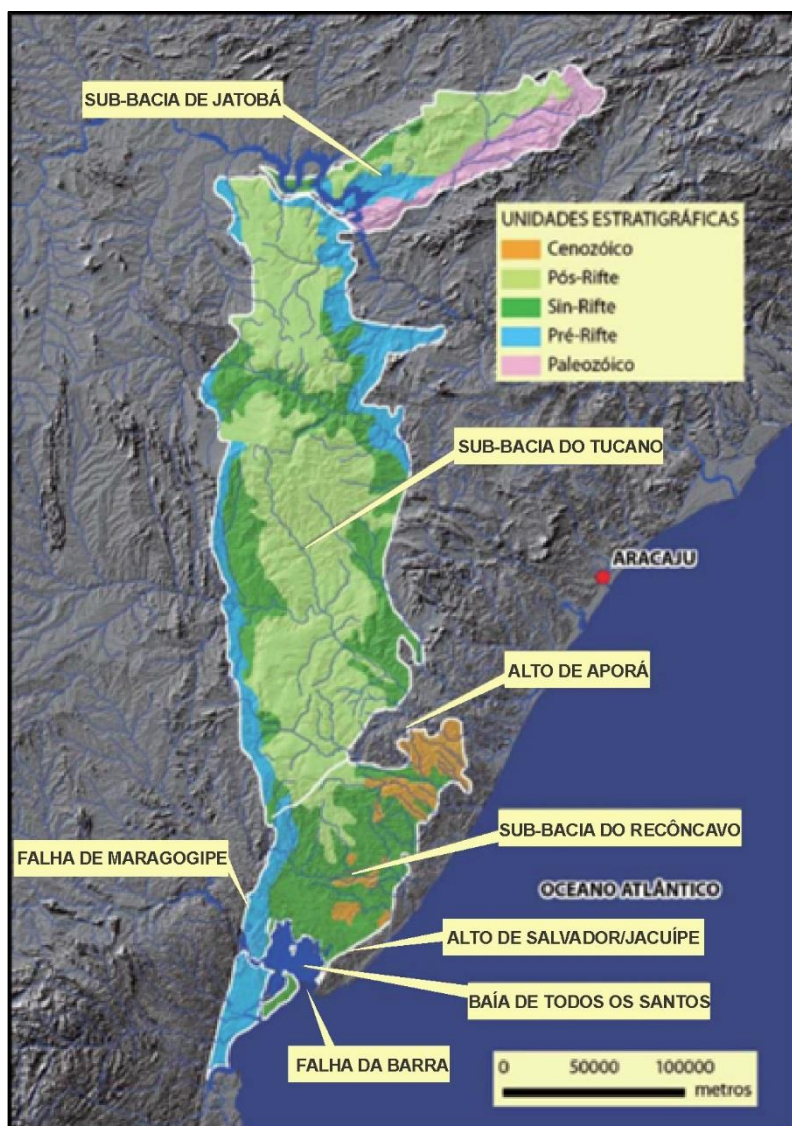 SUB-BACIA DE JATOBÁ
UNIDADES ESTRATIGRÁFICAS
Cenozóico
Pós-Rifte
Sin-Rifte
Pré-Rifte
Paleozóico
SUB-BACIA DO TUCANO
ARACAJU
ALTO DE APORÁ
SUB-BACIA DO RECÔNCAVO
FALHA DE MARAGOGIPE
OCEANO ATLÂNTICO
ALTO DE SALVADOR/JACUÍPE
BAÍA DE TODOS OS SANTOS
FALHA DA BARRA
0 50000 100000
metros